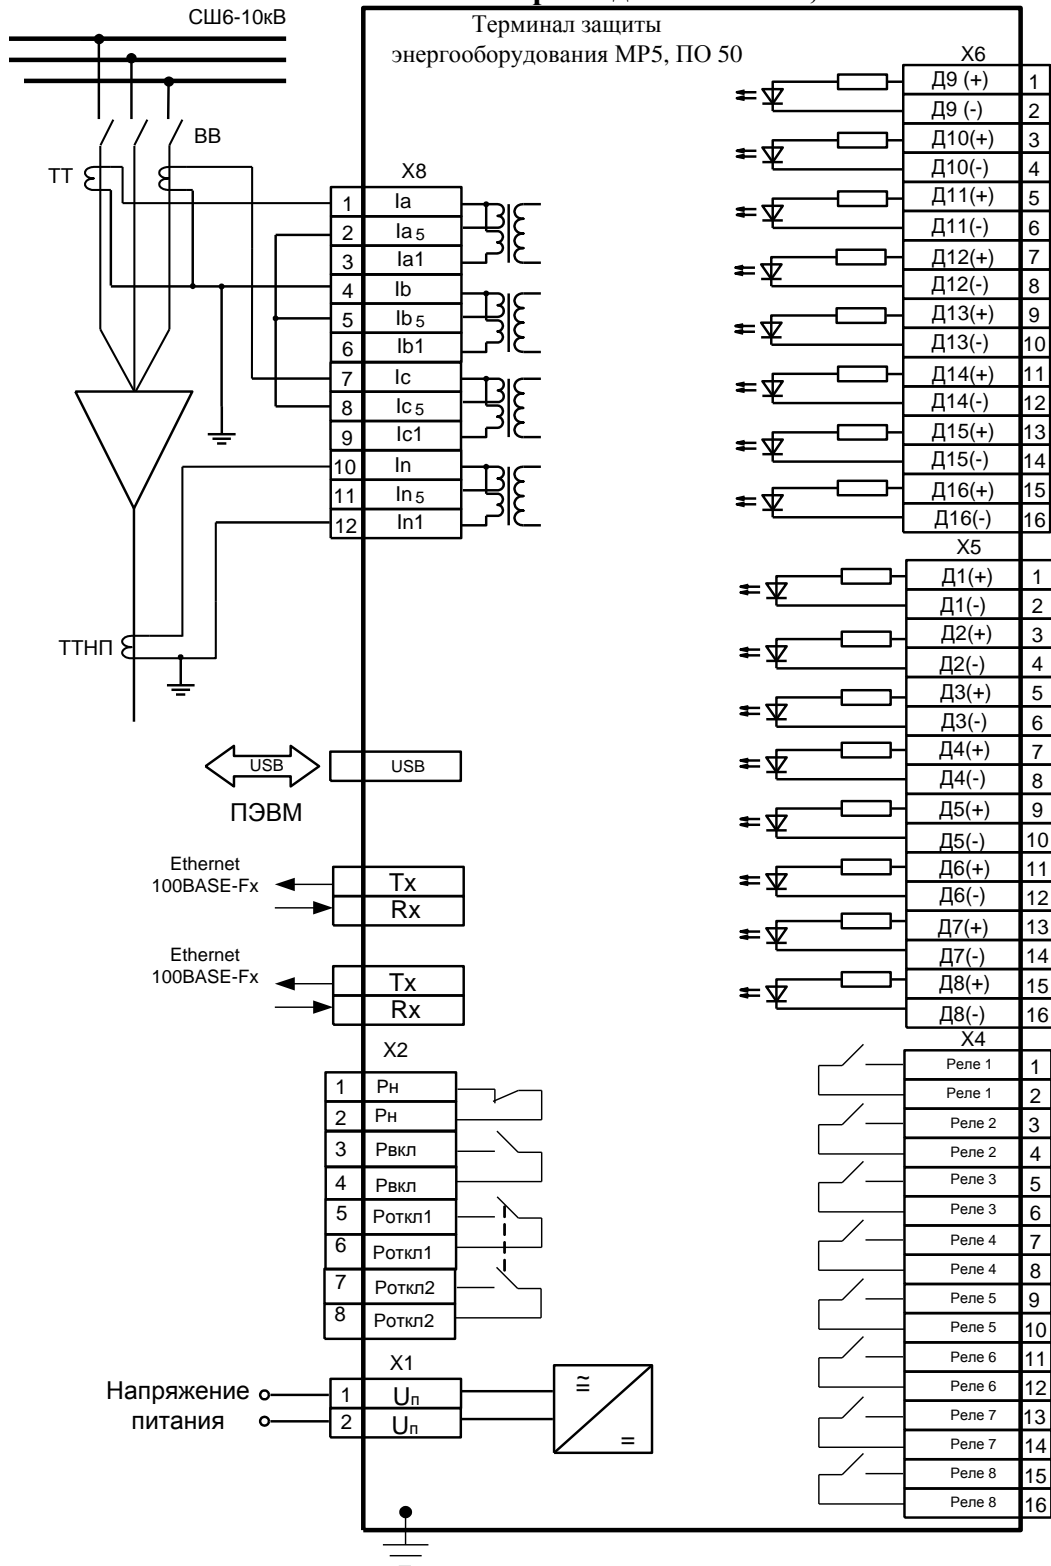 СШ6-10кВ
Терминал защиты
энергооборудования МР5, ПО 50
ВВ
ТТ
X8
1 Ia
2 Ia 5
3 Ia1
4 Ib
5 Ib 5
6 Ib1
7 Ic
8 Ic 5
9 Ic1
10 In
11 In 5
12 In1
ТТНП
USB
USB
ПЭВМ
Ethernet
100BASE-Fx
Tx
Rx
Ethernet
100BASE-Fx
Tx
Rx
X2
1 Рн
2 Рн
3 Рвкл
4 Рвкл
5 Роткл1
6 Роткл1
7 Роткл2
8 Роткл2
X1
Напряжение
питания
1 Uп
2 Uп
X6
Д9 (+) 1
Д9 (-) 2
Д10(+) 3
Д10(-) 4
Д11(+) 5
Д11(-) 6
Д12(+) 7
Д12(-) 8
Д13(+) 9
Д13(-) 10
Д14(+) 11
Д14(-) 12
Д15(+) 13
Д15(-) 14
Д16(+) 15
Д16(-) 16
X5
Д1(+) 1
Д1(-) 2
Д2(+) 3
Д2(-) 4
Д3(+) 5
Д3(-) 6
Д4(+) 7
Д4(-) 8
Д5(+) 9
Д5(-) 10
Д6(+) 11
Д6(-) 12
Д7(+) 13
Д7(-) 14
Д8(+) 15
Д8(-) 16
X4
Реле 1 1
Реле 1 2
Реле 2 3
Реле 2 4
Реле 3 5
Реле 3 6
Реле 4 7
Реле 4 8
Реле 5 9
Реле 5 10
Реле 6 11
Реле 6 12
Реле 7 13
Реле 7 14
Реле 8 15
Реле 8 16